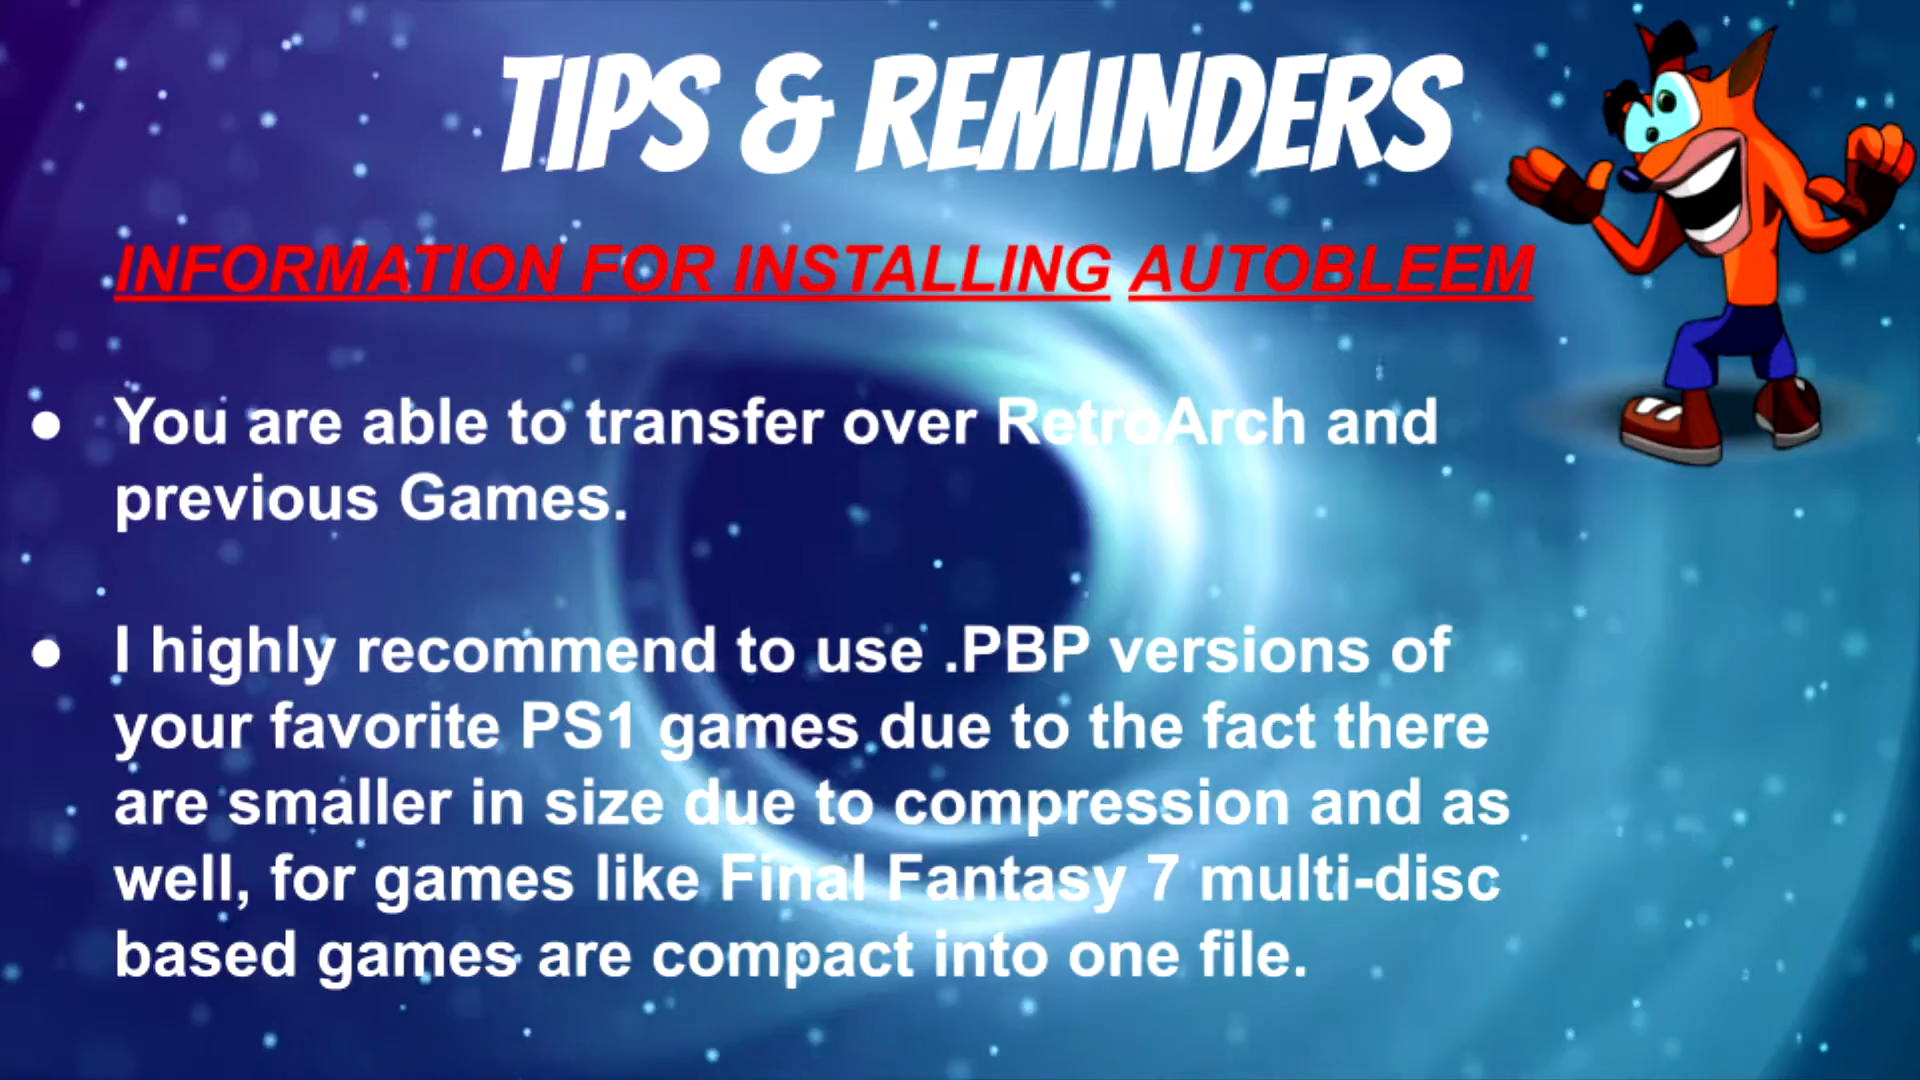 TIPS & REMINDERS
INFORMATION FOR INSTALLING AUTOBLEEM
● You are able to transfer over RetroArch and
previous Games.
● I highly recommend to use .PBP versions of
your favorite PS1 games due to the fact there
are smaller in size due to compression and as
well, for games like Final Fantasy 7 multi-disc
based games are compact into one file.